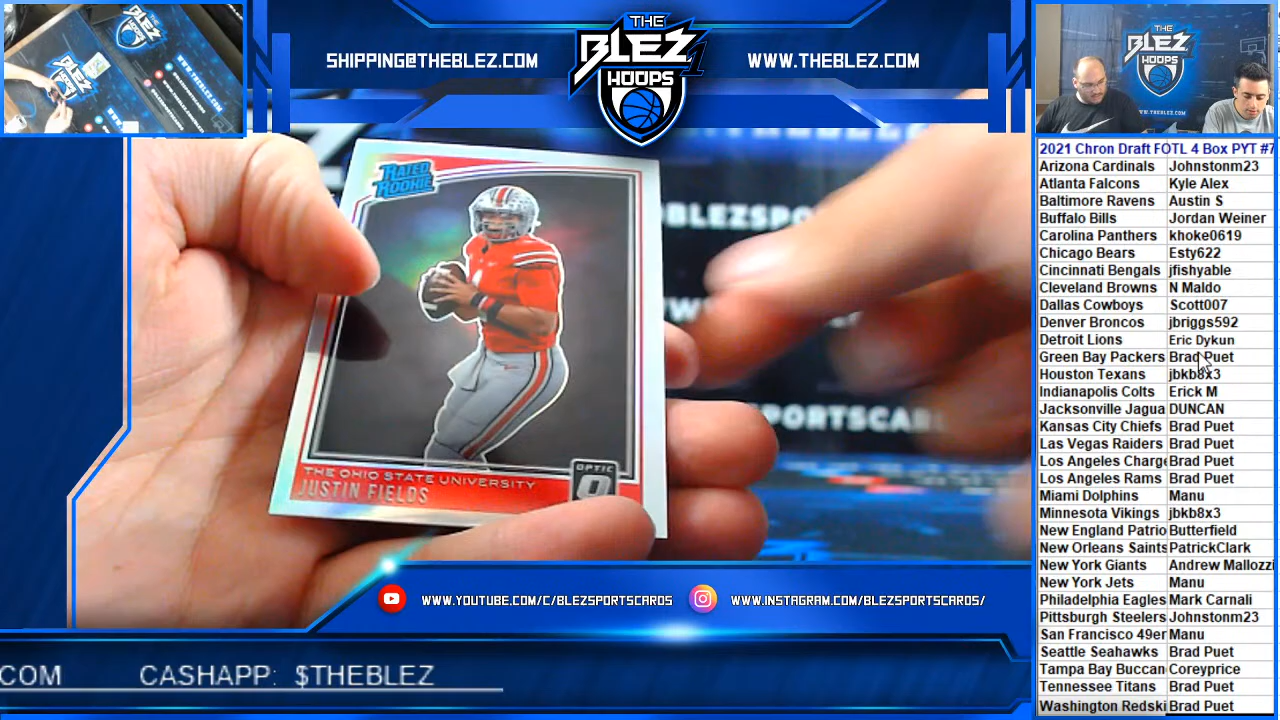 SHIPPING@THEBLEZ.COM
THE
BLEZ
HOOPS
1
WWW.THEBLEZ.COM
THE
BLEZ
HOOPS
RATED
ROOKIE
THE OHIO STATE UNIVERSITY
JUSTIN FIELDS
OPTIC
BLEZSPO
SPORTSCAR
WWW.YOUTUBE.COM/C/BLEZSPORTSCARDS
WWW.INSTAGRAM.COM/BLEZSPORTSCARDS/
COM CASHAPP: $THEBLEZ
2021 Chron Draft FOTL 4 Box PYT #7
Arizona Cardinals Johnstonm23
Atlanta Falcons Kyle Alex
Baltimore Ravens Austin S
Buffalo Bills Jordan Weiner
Carolina Panthers khoke0619
Chicago Bears Esty622
Cincinnati Bengals jfishyable
Cleveland Browns N Maldo
Dallas Cowboys Scott007
Denver Broncos jbriggs592
Detroit Lions Eric Dykun
Green Bay Packers Brad Puet
Houston Texans jbkb8x3
Indianapolis Colts Erick M
Jacksonville Jagua DUNCAN
Kansas City Chiefs Brad Puet
Las Vegas Raiders Brad Puet
Los Angeles Charge Brad Puet
Los Angeles Rams Brad Puet
Miami Dolphins Manu
Minnesota Vikings jbkb8x3
New England Patrio Butterfield
New Orleans Saints PatrickClark
New York Giants Andrew Mallozzi
New York Jets Manu
Philadelphia Eagles Mark Carnali
Pittsburgh Steelers Johnstonm23
San Francisco 49er Manu
Seattle Seahawks Brad Puet
Tampa Bay Buccan Coreyprice
Tennessee Titans Brad Puet
Washington Redski Brad Puet